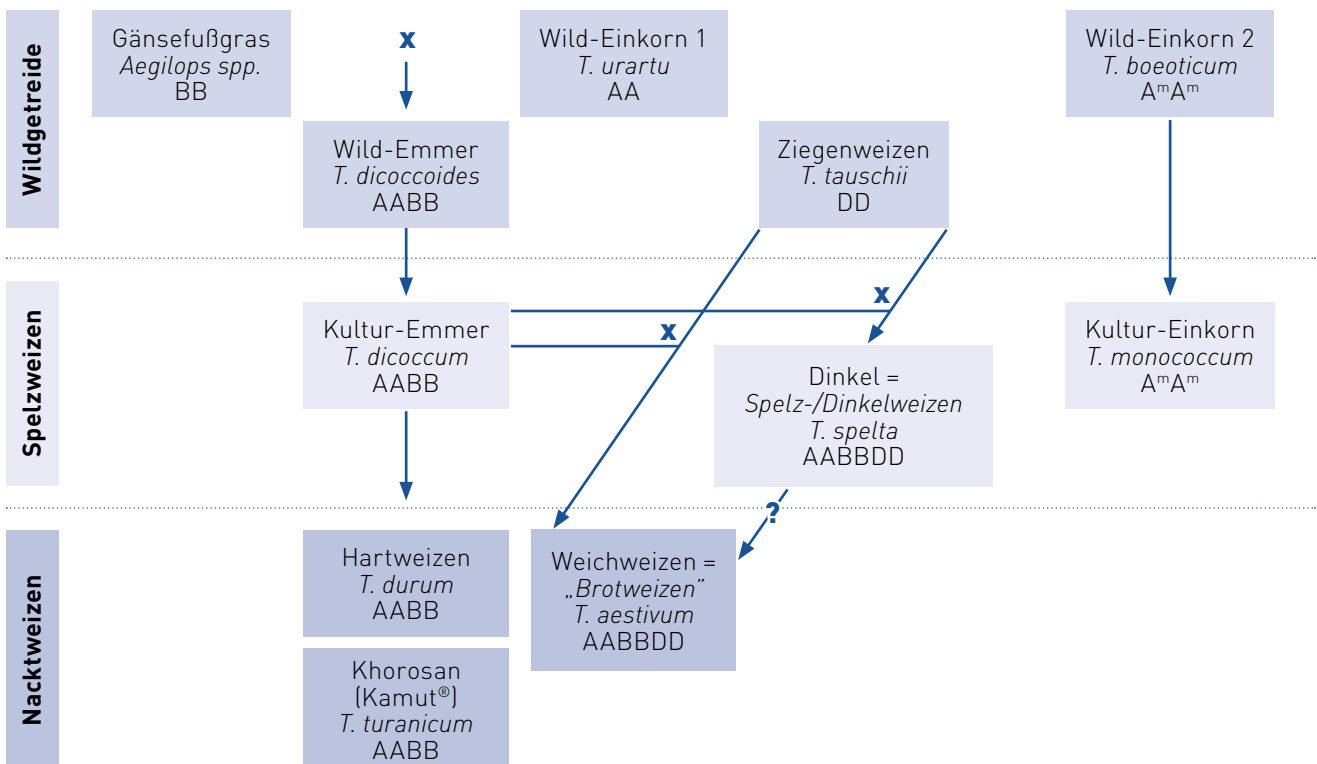 Wildgetreide
Gänsefußgras
Aegilops spp.
BB
x
Wild-Einkorn 1
T. urartu
AA
Wild-Einkorn 2
T. boeoticum
AᵐAᵐ
Wild-Emmer
T. dicoccoides
AABB
Ziegenweizen
T. tauschii
DD
Spelzweizen
Kultur-Emmer
T. dicoccum
AABB
x
x
Dinkel =
Spelz-/Dinkelweizen
T. spelta
AABBDD
Kultur-Einkorn
T. monococcum
AᵐAᵐ
?
Nacktweizen
Hartweizen
T. durum
AABB
Weichweizen =
„Brotweizen”
T. aestivum
AABBDD
Khorosan
(Kamut®)
T. turanicum
AABB